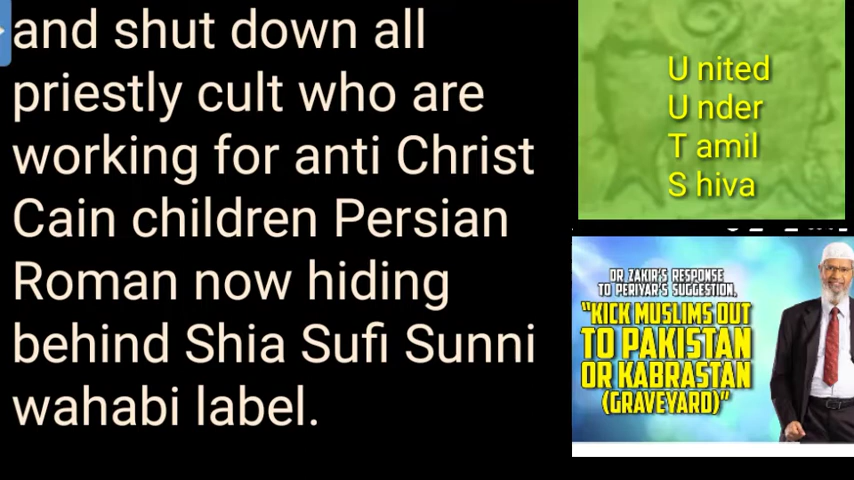 and shut down all
priestly cult who are
working for anti Christ
Cain children Persian
Roman now hiding
behind Shia Sufi Sunni
wahabi label.
U nited
U nder
T amil
S hiva
DR ZAKIR'S RESPONSE
TO PERIYAR'S SUGGESTION,
"KICK MUSLIMS OUT
TO PAKISTAN
OR KABRASTAN
(GRAVEYARD)"